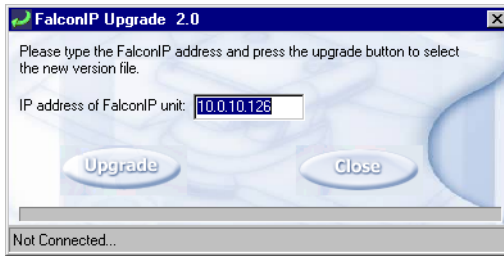 FalconIP Upgrade 2.0
Please type the FalconIP address and press the upgrade button to select
the new version file.
IP address of FalconIP unit: 10.0.10.126
Upgrade Close
Not Connected...